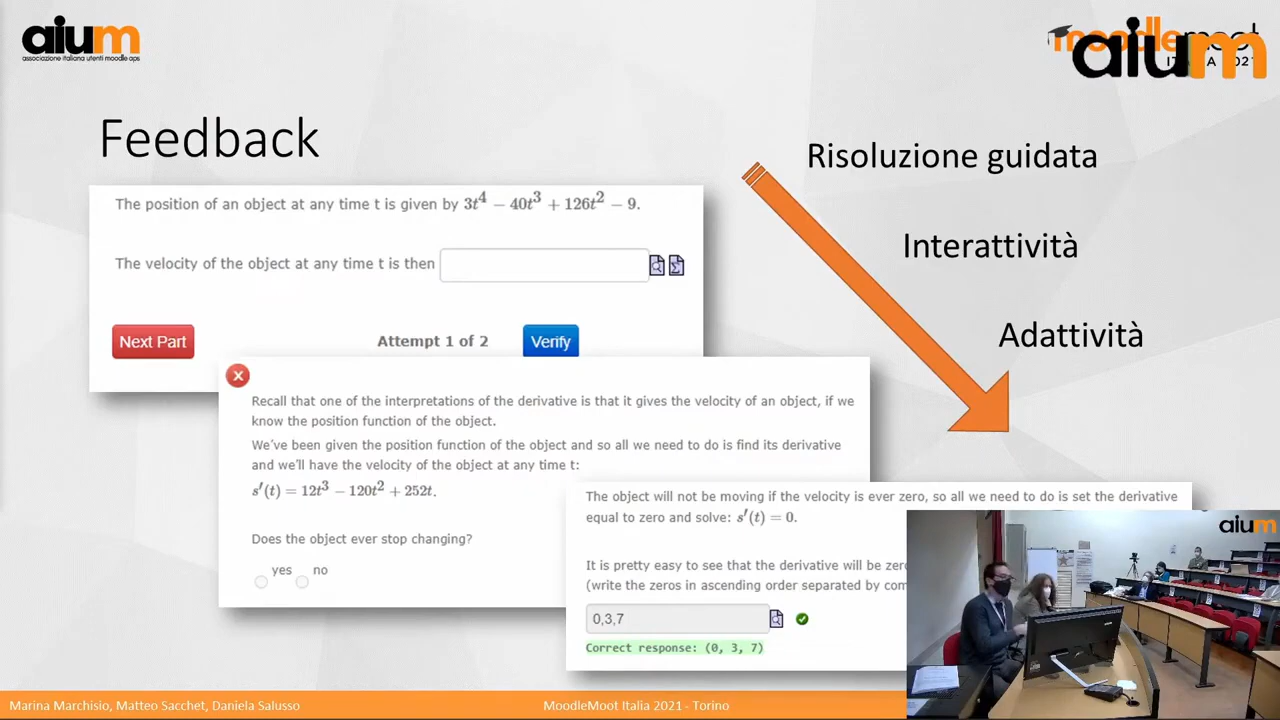 aium
associazione italiana utenti moodle aps
moodlemoot
aium
Feedback
Risoluzione guidata
Interattività
Adattività
The position of an object at any time t is given by 3t⁴ − 40t³ + 126t² − 9.
The velocity of the object at any time t is then
Next Part
Attempt 1 of 2
Verify
Recall that one of the interpretations of the derivative is that it gives the velocity of an object, if we
know the position function of the object.
We've been given the position function of the object and so all we need to do is find its derivative
and we'll have the velocity of the object at any time t:
s′(t) = 12t³ − 120t² + 252t.
Does the object ever stop changing?
yes no
The object will not be moving if the velocity is ever zero, so all we need to do is set the derivative
equal to zero and solve: s′(t) = 0.
It is pretty easy to see that the derivative will be
(write the zeros in ascending order separated by
0,3,7
Correct response: (0, 3, 7)
aium
Marina Marchisio, Matteo Sacchet, Daniela Salusso
MoodleMoot Italia 2021 - Torino